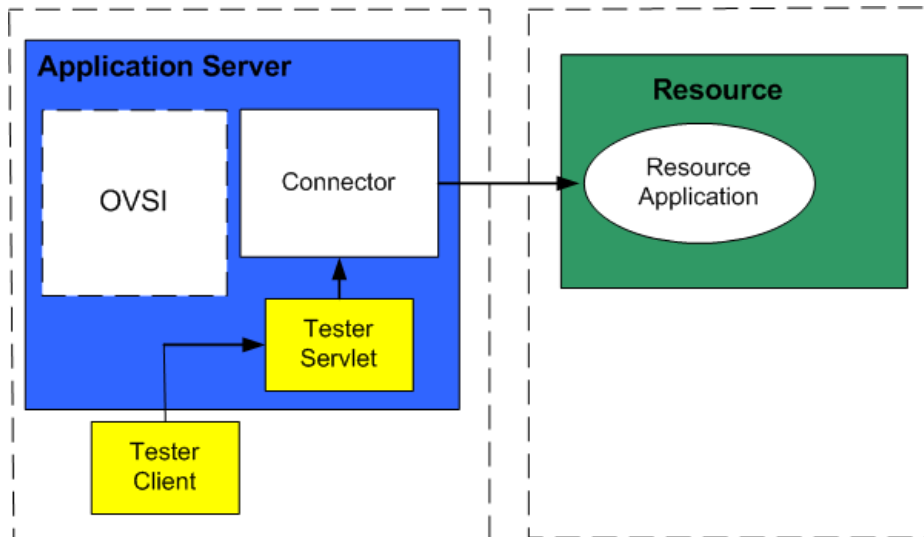 Application Server
OVSI
Connector
Tester
Servlet
Tester
Client
Resource
Resource
Application